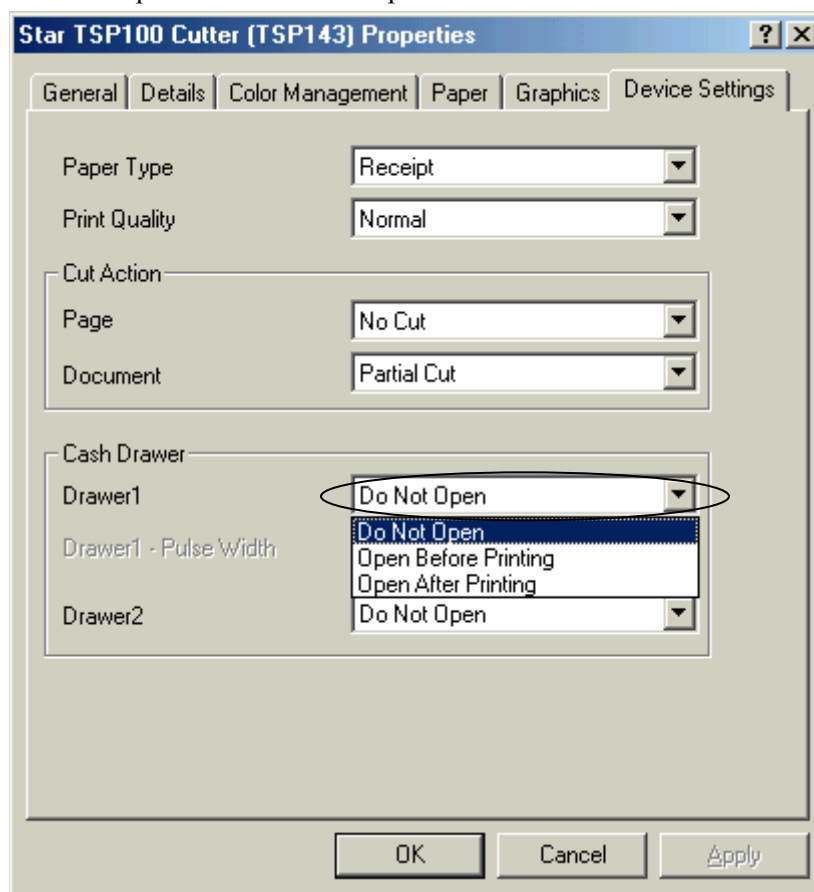 Star TSP100 Cutter (TSP143) Properties
General Details Color Management Paper Graphics Device Settings
Paper Type Receipt
Print Quality Normal
Cut Action
Page No Cut
Document Partial Cut
Cash Drawer
Drawer1 Do Not Open
Do Not Open
Drawer1 - Pulse Width Open Before Printing
Open After Printing
Drawer2 Do Not Open
OK Cancel Apply